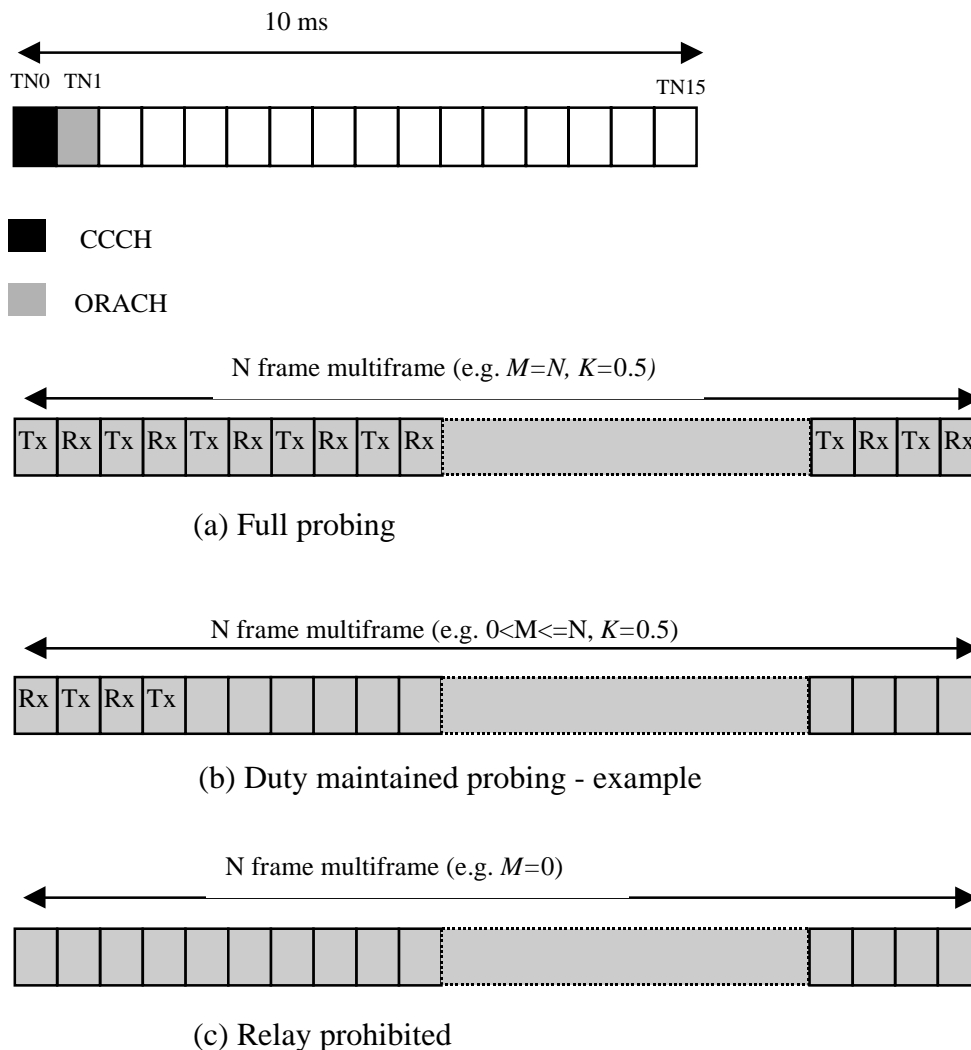 10 ms
TN0 TN1 TN15
CCCH
ORACH
N frame multiframe (e.g. M=N, K=0.5)
Tx Rx Tx Rx Tx Rx Tx Rx Tx Rx Tx Rx Tx Rx
(a) Full probing
N frame multiframe (e.g. 0<M<=N, K=0.5)
Rx Tx Rx Tx
(b) Duty maintained probing - example
N frame multiframe (e.g. M=0)
(c) Relay prohibited